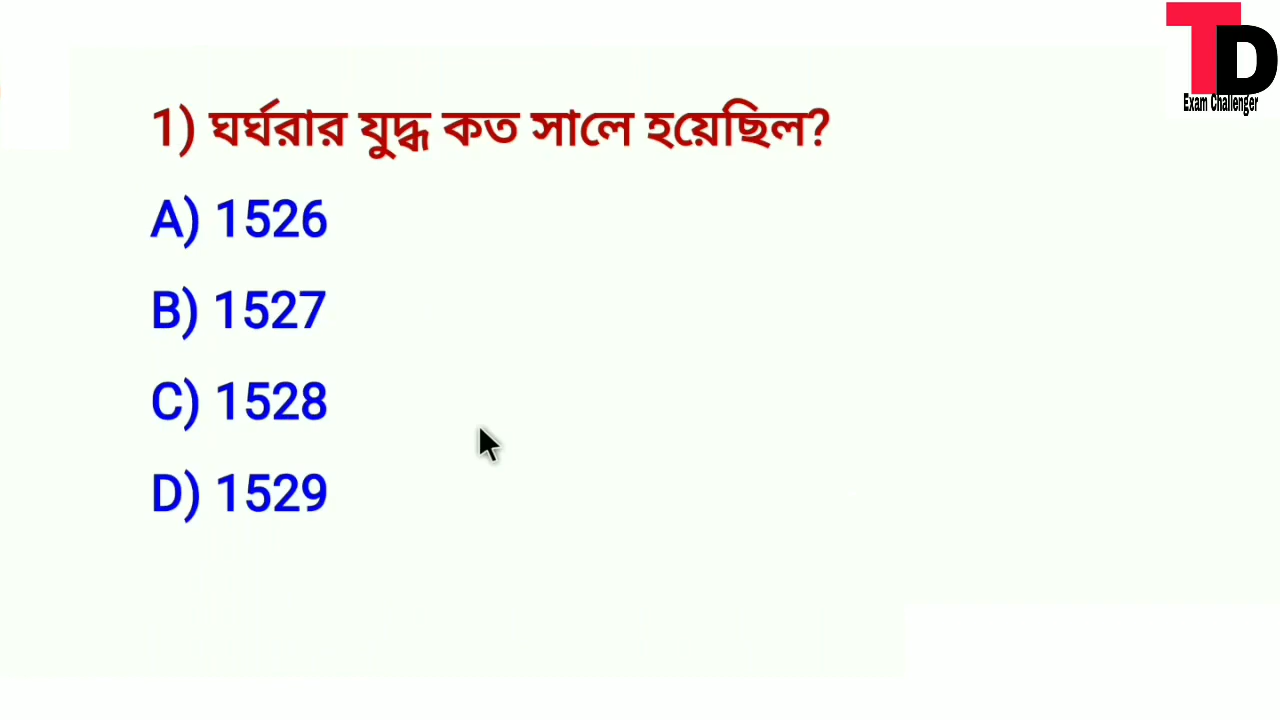 TD
Exam Challenger
1) ঘর্ঘরার যুদ্ধ কত সালে হয়েছিল?
A) 1526
B) 1527
C) 1528
D) 1529